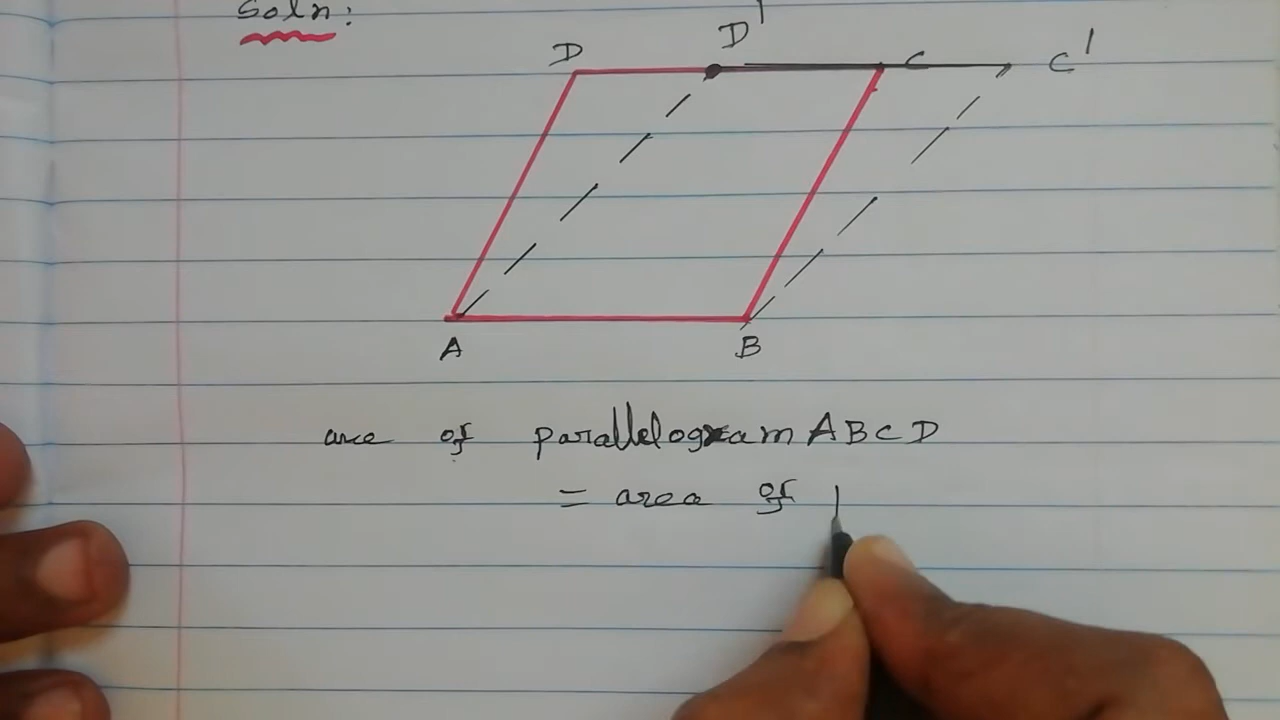 Soln:
D D' C C'
A B
are of parallelogram ABCD
= area of